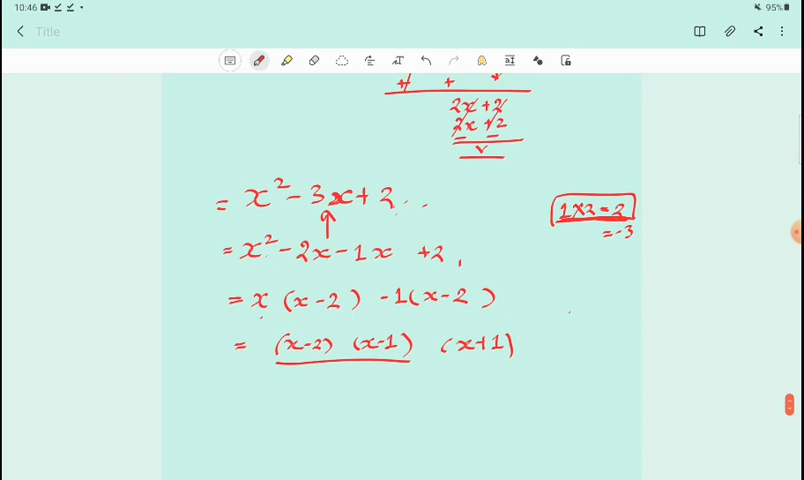 10:46
95%
Title
+ + +
2x + 2
2x + 2
= x² - 3x + 2
1 x 2 = 2
= -3
= x² - 2x - 1x + 2
= x (x - 2) - 1(x - 2)
= (x - 2) (x - 1) (x + 1)